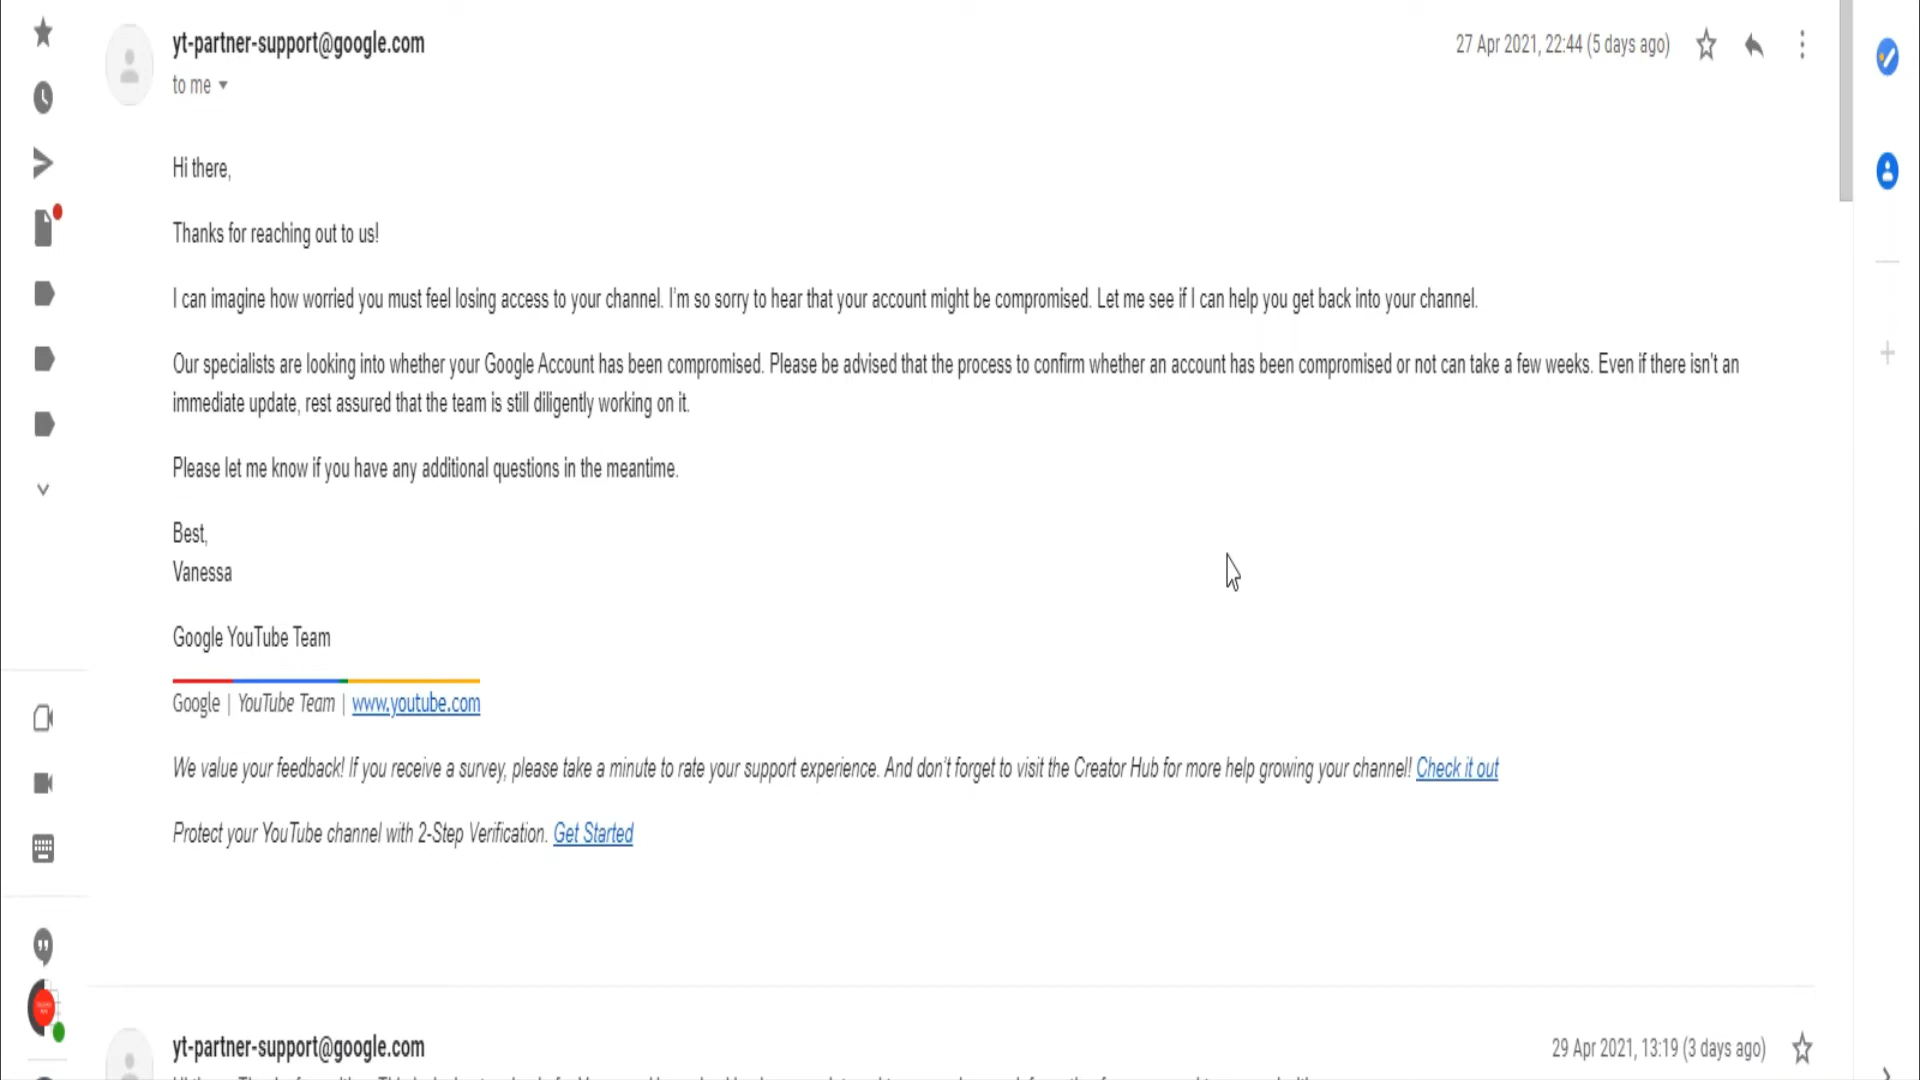 yt-partner-support@google.com
27 Apr 2021, 22:44 (5 days ago)
to me
Hi there,
Thanks for reaching out to us!
I can imagine how worried you must feel losing access to your channel. I'm so sorry to hear that your account might be compromised. Let me see if I can help you get back into your channel.
Our specialists are looking into whether your Google Account has been compromised. Please be advised that the process to confirm whether an account has been compromised or not can take a few weeks. Even if there isn't an
immediate update, rest assured that the team is still diligently working on it.
Please let me know if you have any additional questions in the meantime.
Best,
Vanessa
Google YouTube Team
Google | YouTube Team | www.youtube.com
We value your feedback! If you receive a survey, please take a minute to rate your support experience. And don't forget to visit the Creator Hub for more help growing your channel! Check it out
Protect your YouTube channel with 2-Step Verification. Get Started
yt-partner-support@google.com
29 Apr 2021, 13:19 (3 days ago)